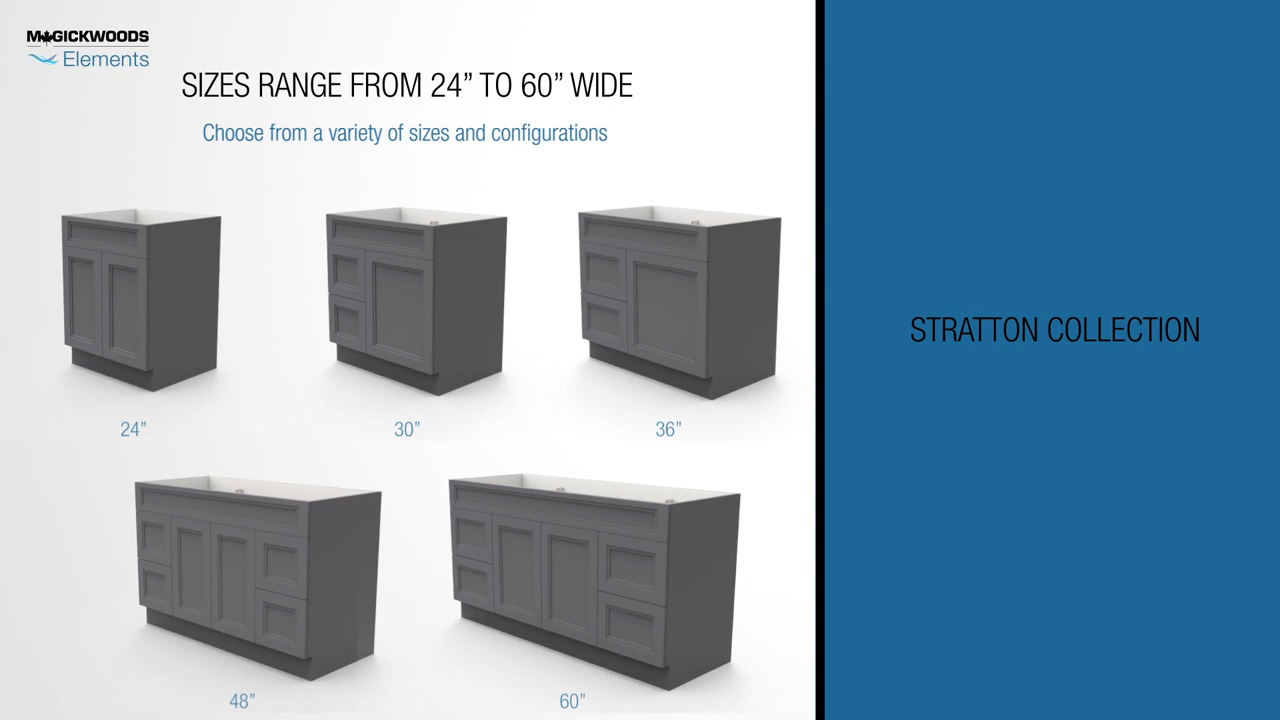 MAGICKWOODS
Elements
SIZES RANGE FROM 24” TO 60” WIDE
Choose from a variety of sizes and configurations
STRATTON COLLECTION
24”
30”
36”
48”
60”